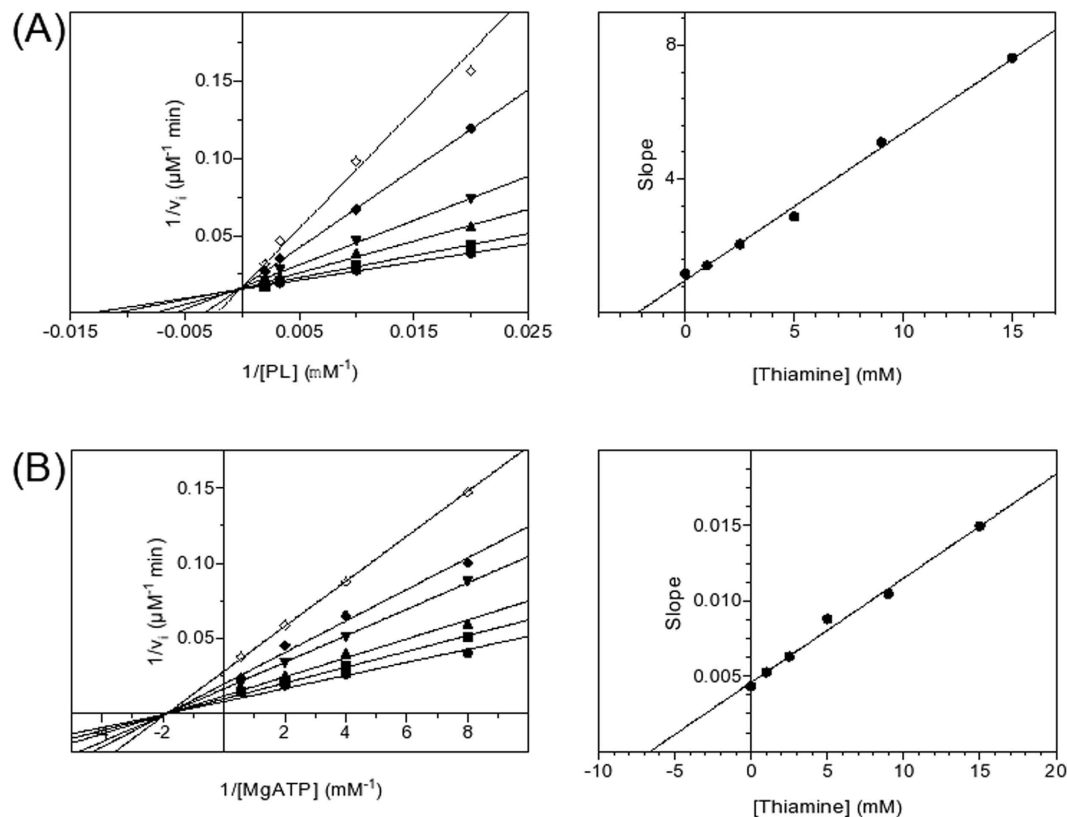 (A)
0.15
0.10
0.05
1/vᵢ (µM⁻¹ min)
-0.015 -0.005 0.005 0.015 0.025
1/[PL] (mM⁻¹)
8
4
Slope
0 5 10 15
[Thiamine] (mM)
(B)
0.15
0.10
0.05
1/vᵢ (µM⁻¹ min)
-2 2 4 6 8
1/[MgATP] (mM⁻¹)
0.015
0.010
0.005
Slope
-10 -5 0 5 10 15 20
[Thiamine] (mM)